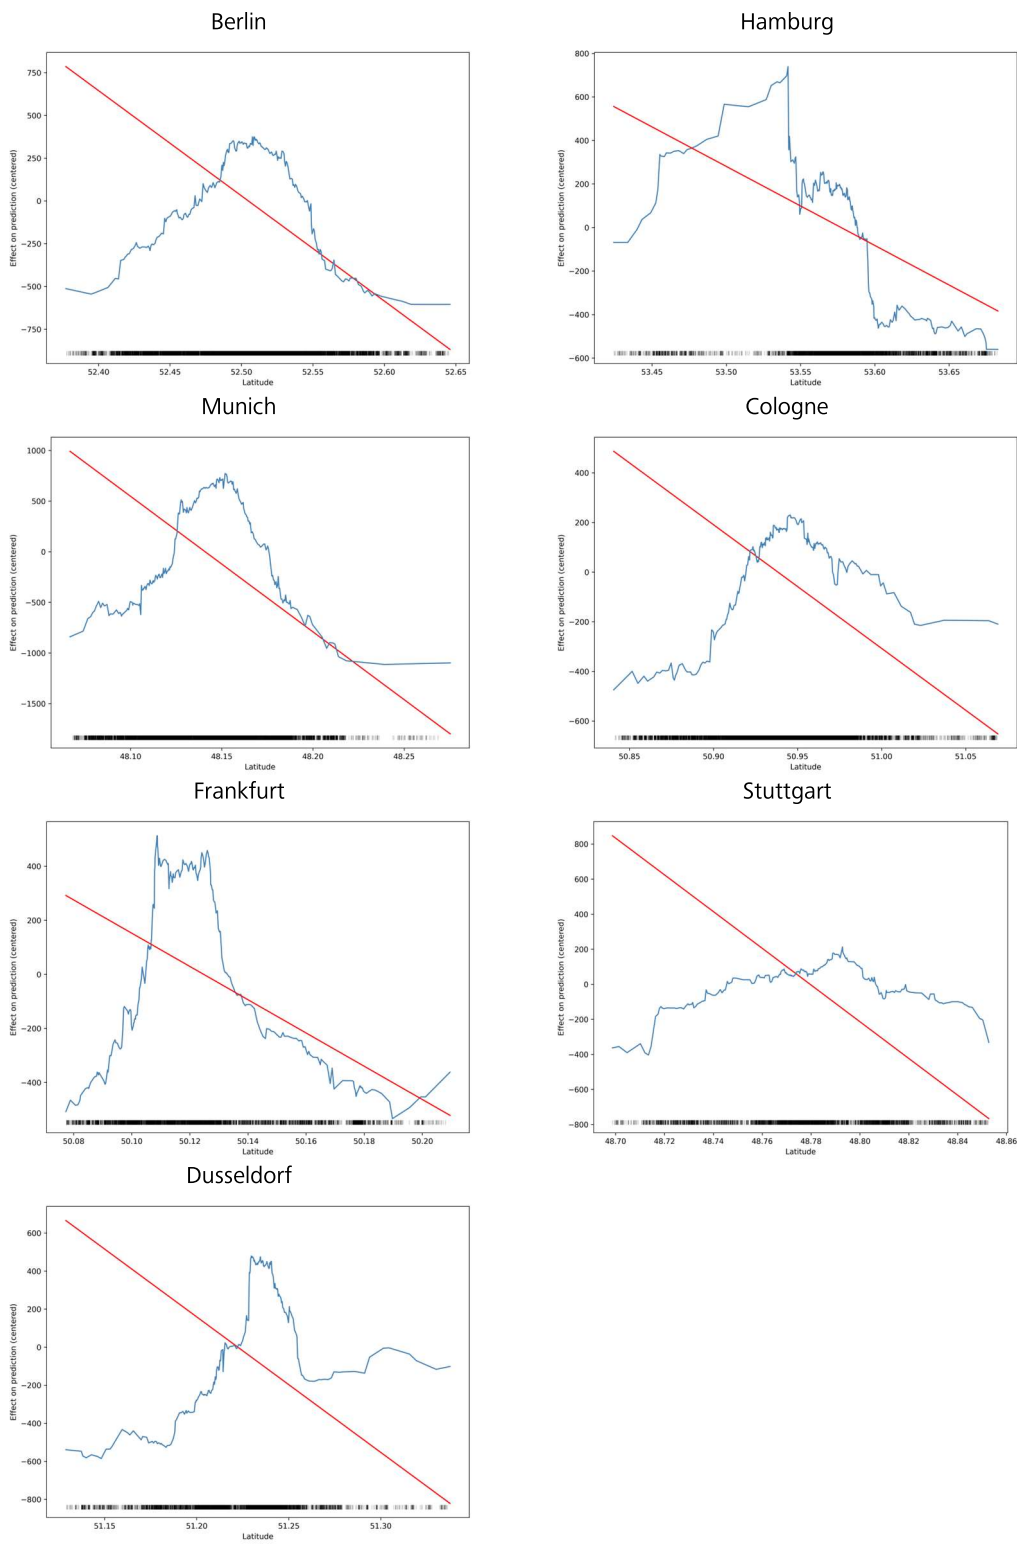 Berlin
Hamburg
Effect on prediction (centered)
750
500
250
0
−250
−500
−750
52.40 52.45 52.50 52.55 52.60 52.65
Latitude
Effect on prediction (centered)
800
600
400
200
0
−200
−400
−600
53.45 53.50 53.55 53.60 53.65
Latitude
Munich
Cologne
Effect on prediction (centered)
1000
500
0
−500
−1000
−1500
48.10 48.15 48.20 48.25
Latitude
Effect on prediction (centered)
400
200
0
−200
−400
−600
50.85 50.90 50.95 51.00 51.05
Latitude
Frankfurt
Stuttgart
Effect on prediction (centered)
400
200
0
−200
−400
50.08 50.10 50.12 50.14 50.16 50.18 50.20
Latitude
Effect on prediction (centered)
800
600
400
200
0
−200
−400
−600
−800
48.70 48.72 48.74 48.76 48.78 48.80 48.82 48.84 48.86
Latitude
Dusseldorf
Effect on prediction (centered)
600
400
200
0
−200
−400
−600
−800
51.15 51.20 51.25 51.30
Latitude